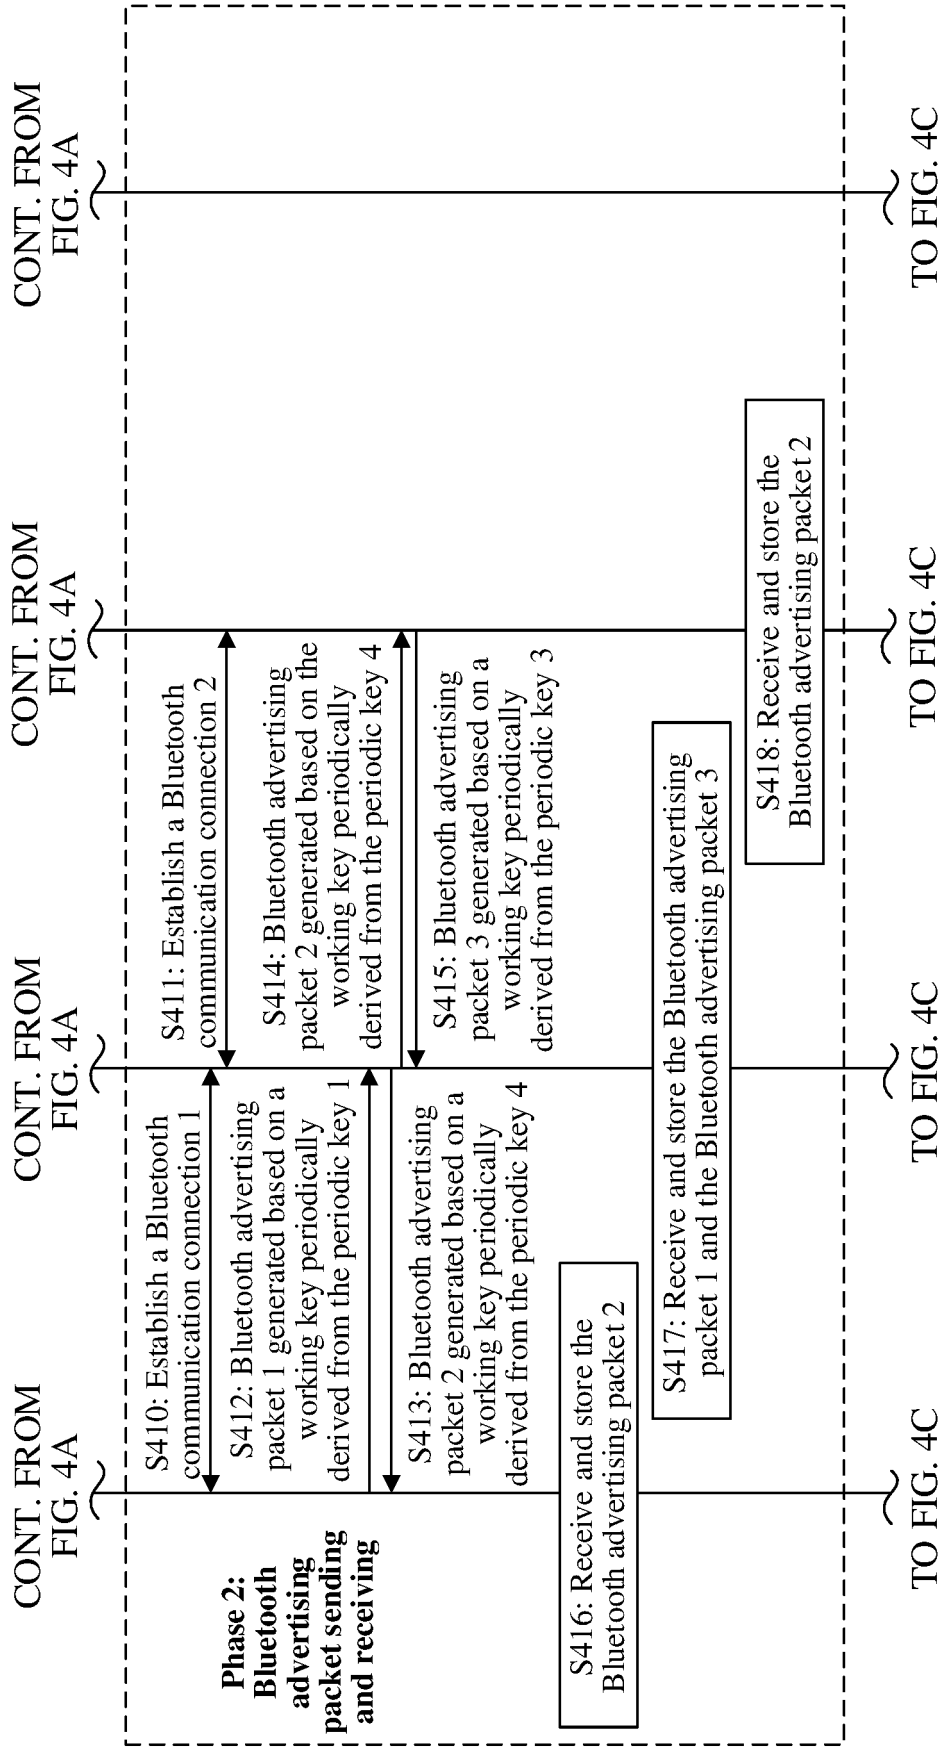 CONT. FROM
FIG. 4A
CONT. FROM
FIG. 4A
CONT. FROM
FIG. 4A
CONT. FROM
FIG. 4A
Phase 2:
Bluetooth
advertising
packet sending
and receiving
S410: Establish a Bluetooth
communication connection 1
S411: Establish a Bluetooth
communication connection 2
S412: Bluetooth advertising
packet 1 generated based on a
working key periodically
derived from the periodic key 1
S414: Bluetooth advertising
packet 2 generated based on the
working key periodically
derived from the periodic key 4
S413: Bluetooth advertising
packet 2 generated based on a
working key periodically
derived from the periodic key 4
S415: Bluetooth advertising
packet 3 generated based on a
working key periodically
derived from the periodic key 3
S416: Receive and store the
Bluetooth advertising packet 2
S417: Receive and store the Bluetooth advertising
packet 1 and the Bluetooth advertising packet 3
S418: Receive and store the
Bluetooth advertising packet 2
TO FIG. 4C
TO FIG. 4C
TO FIG. 4C
TO FIG. 4C